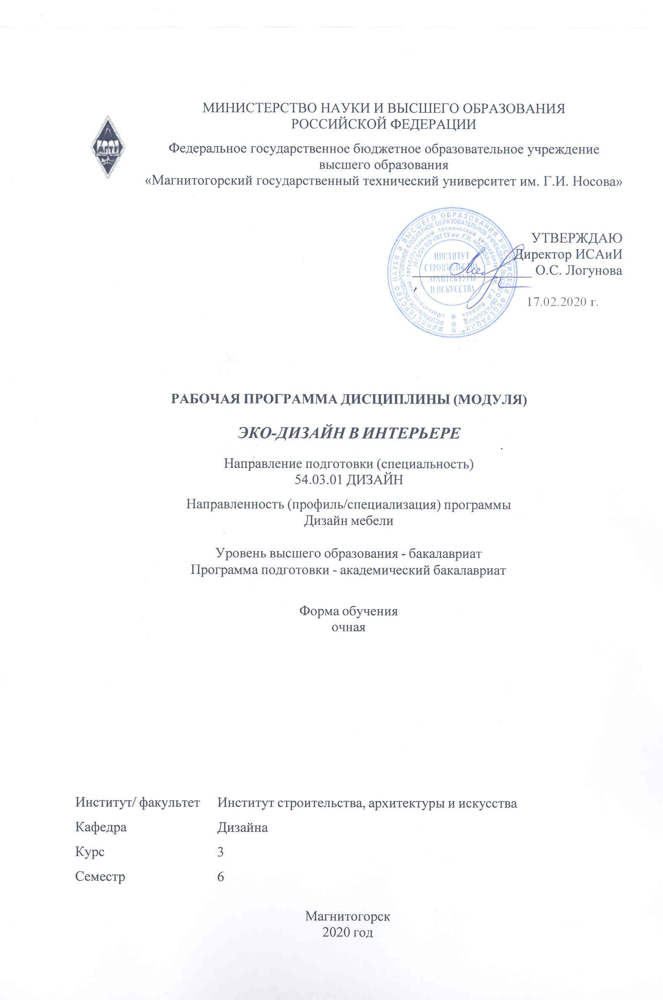 МИНИСТЕРСТВО НАУКИ И ВЫСШЕГО ОБРАЗОВАНИЯ
РОССИЙСКОЙ ФЕДЕРАЦИИ
Федеральное государственное бюджетное образовательное учреждение
высшего образования
«Магнитогорский государственный технический университет им. Г.И. Носова»
МГТУ
УТВЕРЖДАЮ
Директор ИСАиИ
О.С. Логунова
17.02.2020 г.
МИНИСТЕРСТВО НАУКИ И ВЫСШЕГО ОБРАЗОВАНИЯ РОССИЙСКОЙ ФЕДЕРАЦИИ
ФЕДЕРАЛЬНОЕ ГОСУДАРСТВЕННОЕ БЮДЖЕТНОЕ ОБРАЗОВАТЕЛЬНОЕ УЧРЕЖДЕНИЕ ВЫСШЕГО ОБРАЗОВАНИЯ
«Магнитогорский государственный технический университет им. Г.И. Носова»
(ФГБОУ ВО «МГТУ им. Г.И. НОСОВА»)
ИНСТИТУТ
СТРОИТЕЛЬСТВА
АРХИТЕКТУРЫ
И ИСКУССТВА
РАБОЧАЯ ПРОГРАММА ДИСЦИПЛИНЫ (МОДУЛЯ)
ЭКО-ДИЗАЙН В ИНТЕРЬЕРЕ
Направление подготовки (специальность)
54.03.01 ДИЗАЙН
Направленность (профиль/специализация) программы
Дизайн мебели
Уровень высшего образования - бакалавриат
Программа подготовки - академический бакалавриат
Форма обучения
очная
Институт/ факультет Институт строительства, архитектуры и искусства
Кафедра Дизайна
Курс 3
Семестр 6
Магнитогорск
2020 год